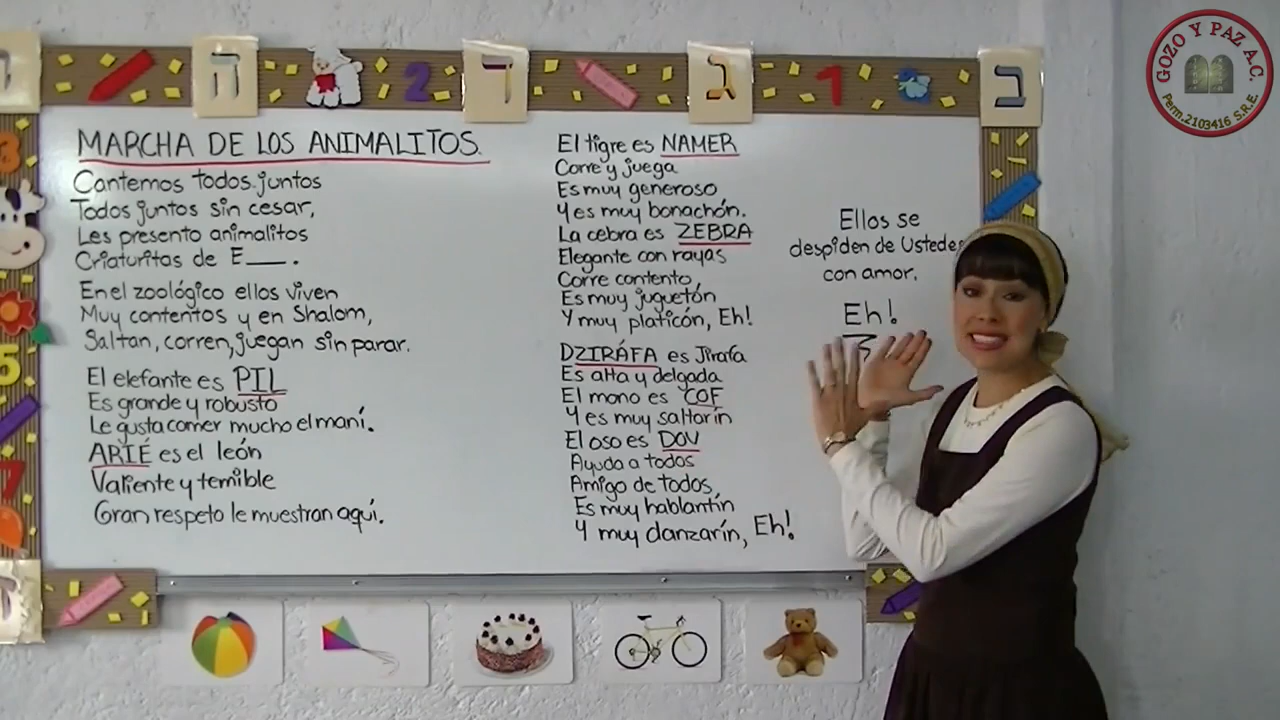 MARCHA DE LOS ANIMALITOS.
Cantemos todos juntos
Todos juntos sin cesar,
Les presento animalitos
Criaturitas de E___.
En el zoológico ellos viven
Muy contentos y en Shalom,
Saltan, corren, juegan sin parar.
El elefante es PIL
Es grande y robusto
Le gusta comer mucho el maní.
ARIÉ es el león
Valiente y temible
Gran respeto le muestran aquí.
El tigre es NAMER
Corre y juega
Es muy generoso
Y es muy bonachón.
La cebra es ZEBRA
Elegante con rayas
Corre contento,
Es muy juguetón
Y muy platicón, Eh!
DZIRÁFA es Jirafa
Es alta y delgada
El mono es COF
Y es muy saltarín
El oso es DOV
Ayuda a todos
Amigo de todos,
Es muy hablantín
Y muy danzarín, Eh!
Ellos se
despiden de Ustedes
con amor.
Eh!
ה
2
ד
ג
1
ב
3
5
7
GOZO Y PAZ A.C.
Perm.2103416 S.R.E.